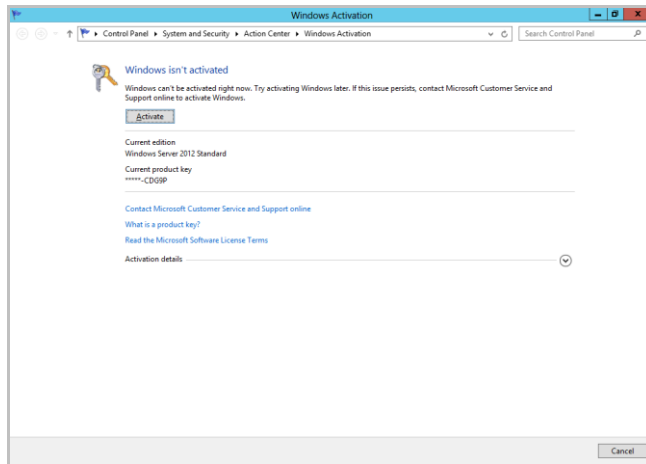 Windows Activation
Control Panel ▸ System and Security ▸ Action Center ▸ Windows Activation
Search Control Panel
Windows isn't activated
Windows can't be activated right now. Try activating Windows later. If this issue persists, contact Microsoft Customer Service and
Support online to activate Windows.
Activate
Current edition
Windows Server 2012 Standard
Current product key
*****-CDG9P
Contact Microsoft Customer Service and Support online
What is a product key?
Read the Microsoft Software License Terms
Activation details
Cancel